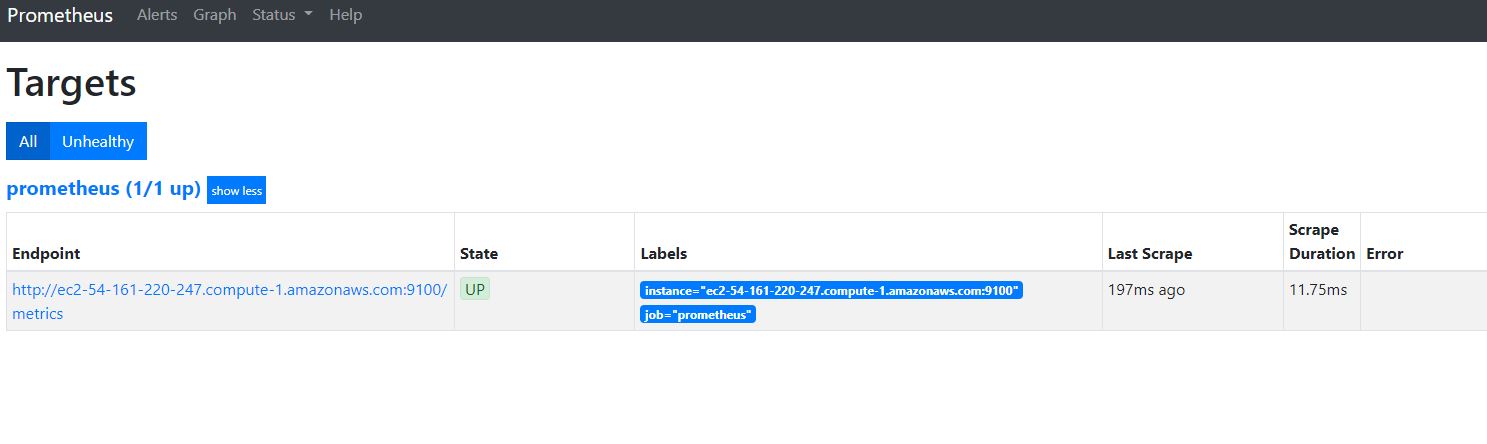 Prometheus Alerts Graph Status Help
Targets
All Unhealthy
prometheus (1/1 up) show less
Endpoint State Labels Last Scrape Scrape Duration Error
http://ec2-54-161-220-247.compute-1.amazonaws.com:9100/ UP instance="ec2-54-161-220-247.compute-1.amazonaws.com:9100" 197ms ago 11.75ms
metrics job="prometheus"